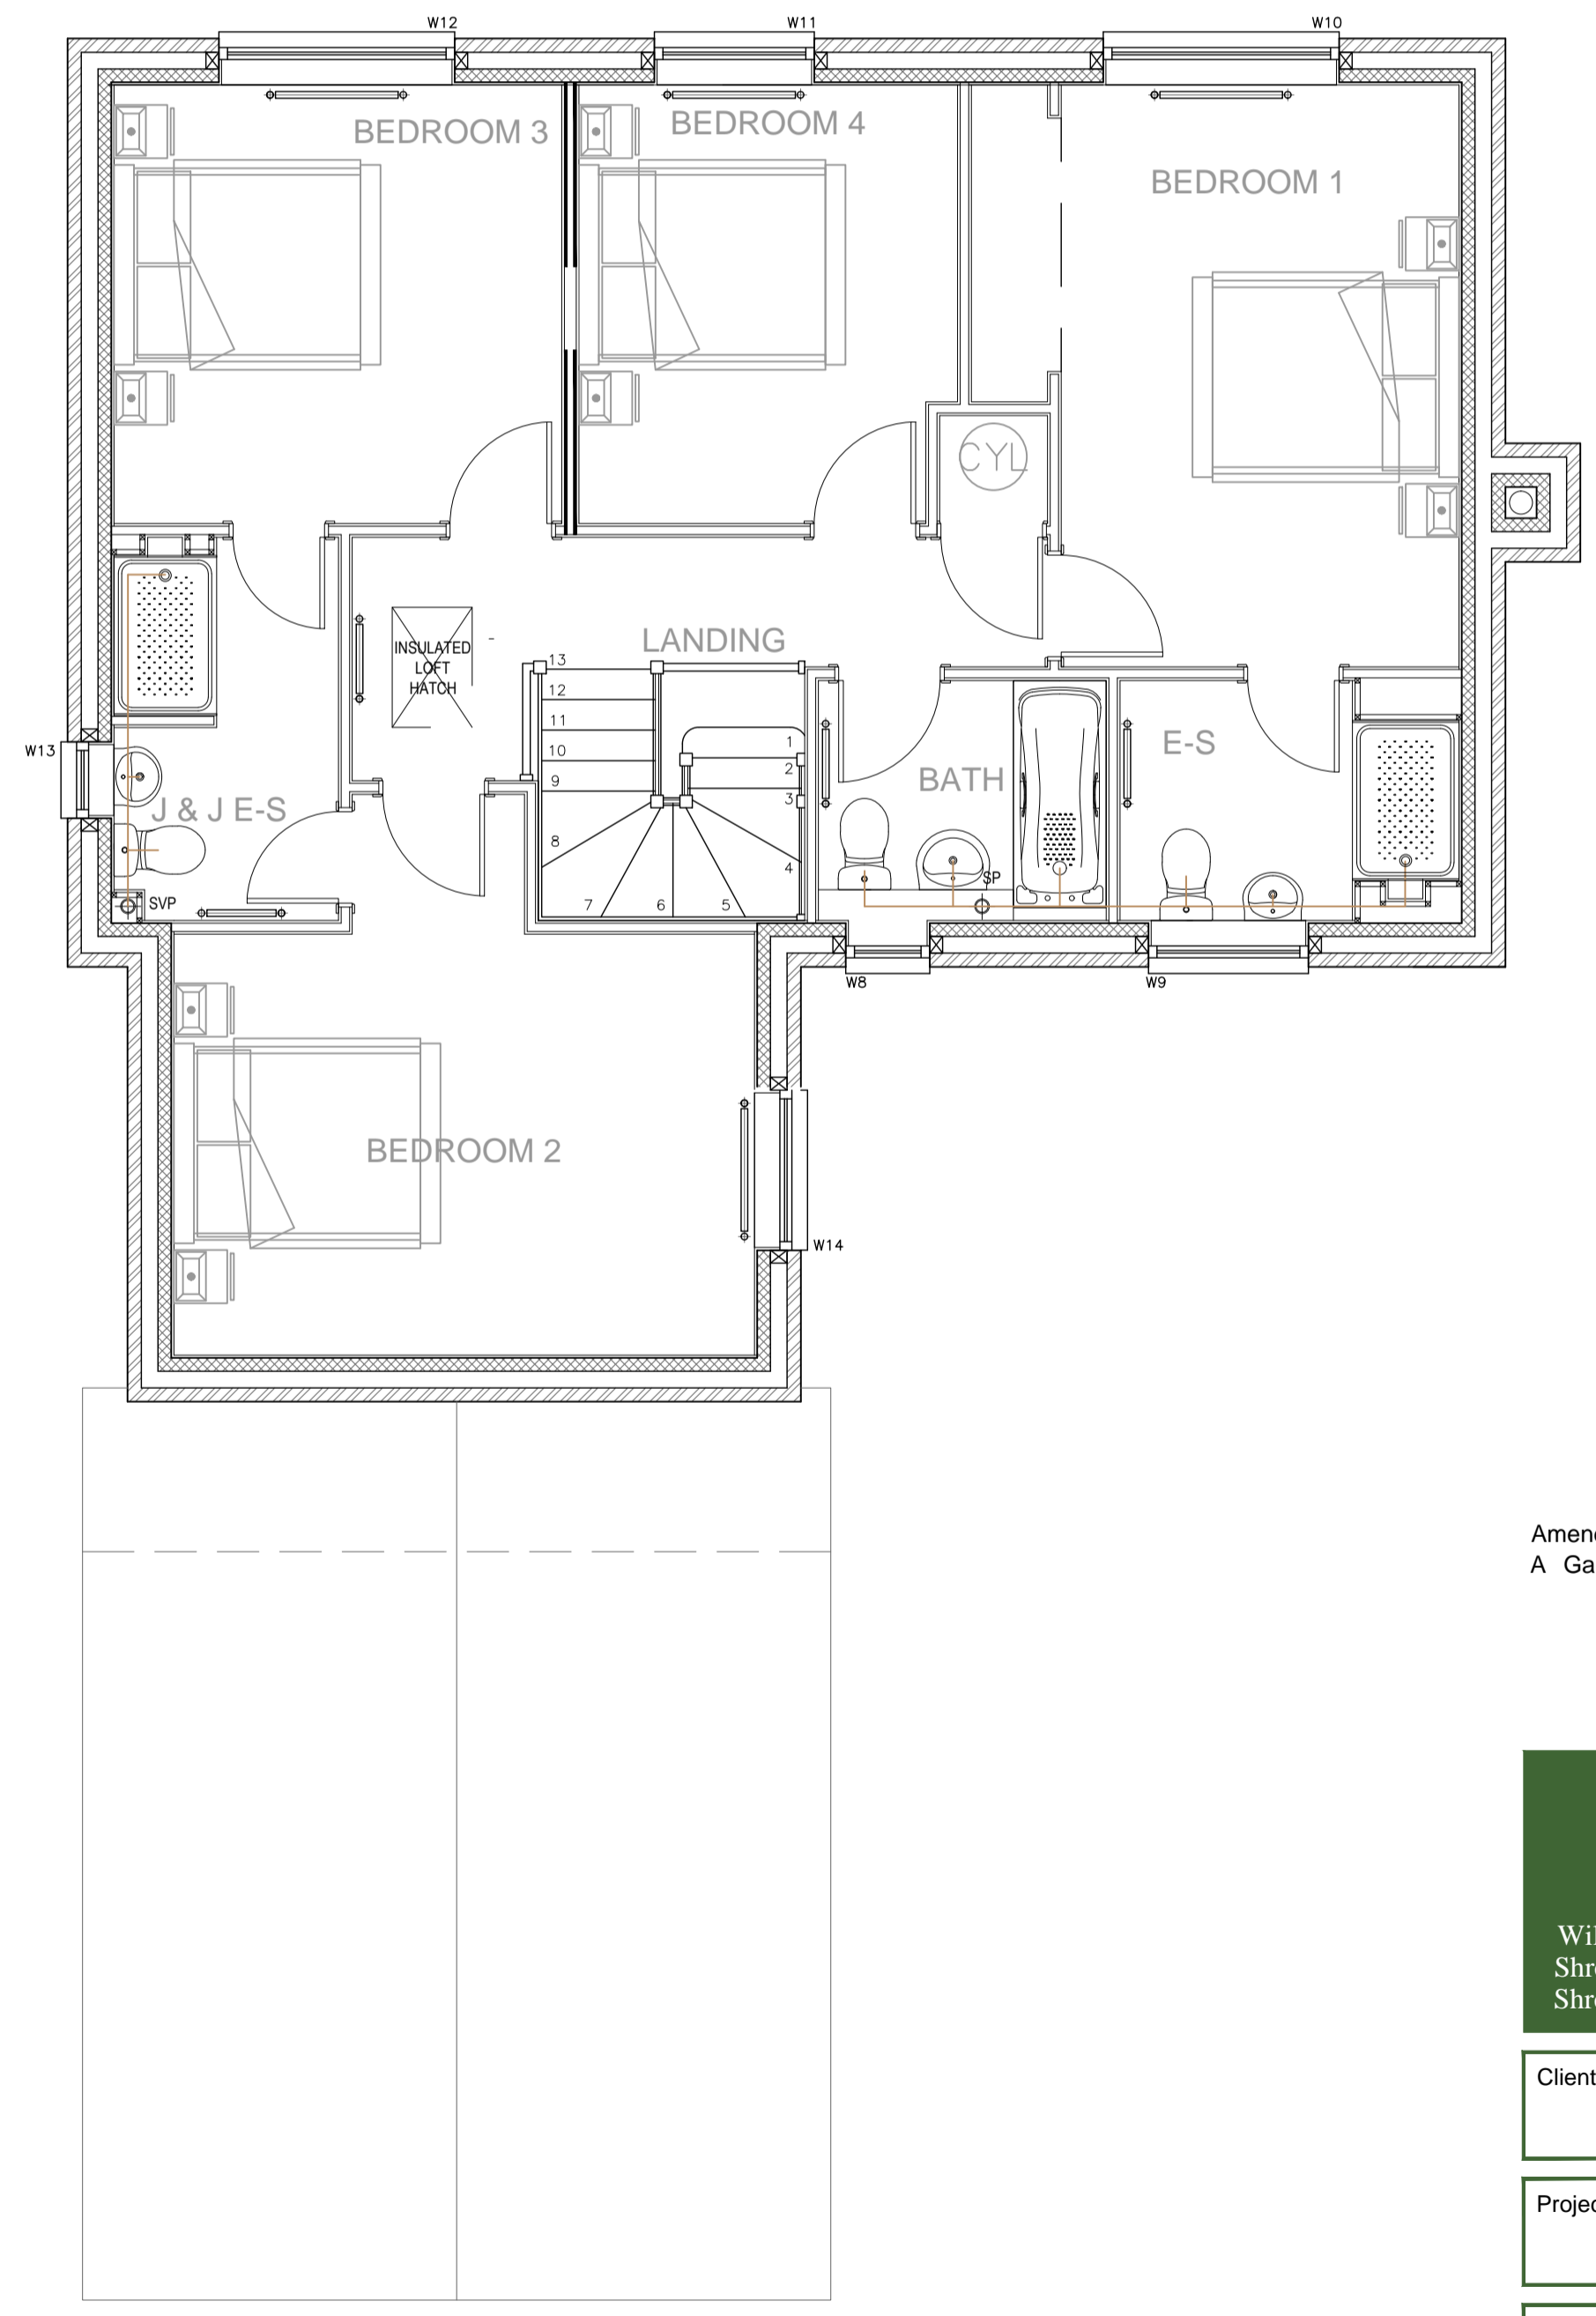 W12
W11
W10
BEDROOM 3
BEDROOM 4
BEDROOM 1
CYL
LANDING
INSULATED
LOFT
HATCH
13
12
11
10
9
8
7
6
5
4
3
2
1
W13
J & J E-S
SVP
BATH
SP
E-S
W8
W9
BEDROOM 2
W14
A
Client